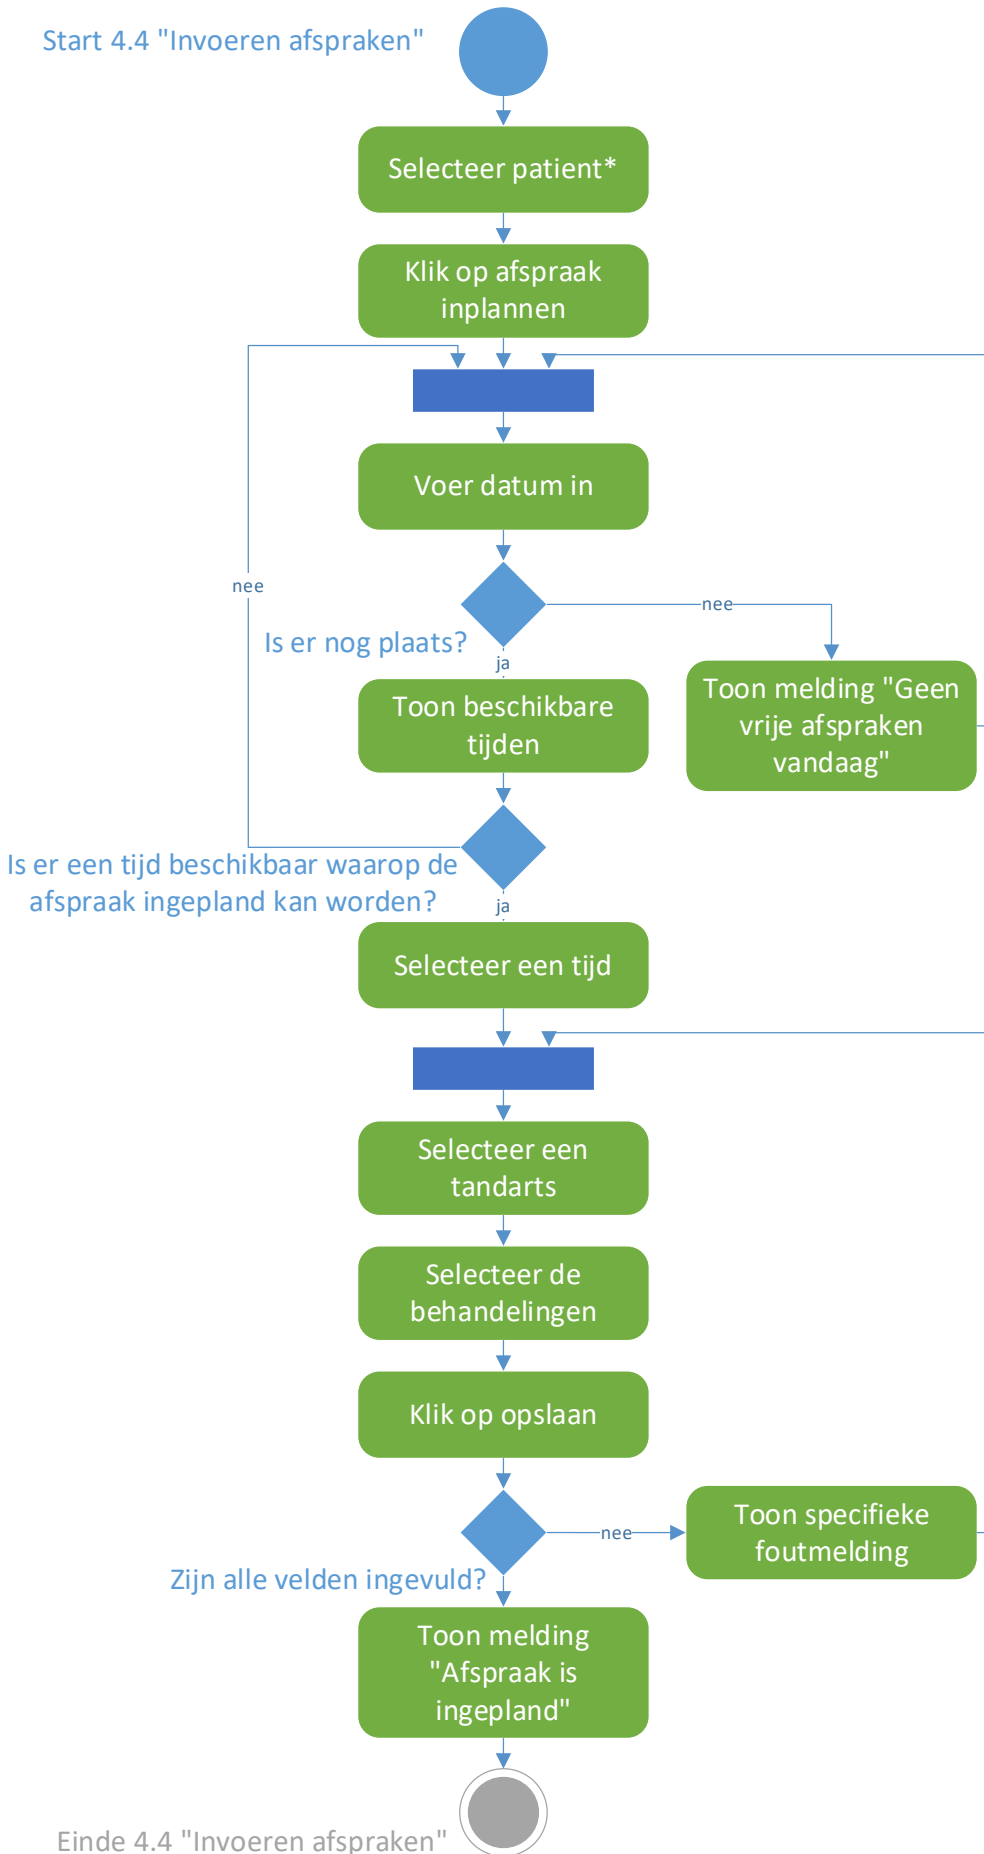 Start 4.4 "Invoeren afspraken"
Selecteer patient*
Klik op afspraak
inplannen
Voer datum in
nee
nee
Is er nog plaats?
ja
Toon beschikbare
tijden
Toon melding "Geen
vrije afspraken
vandaag"
Is er een tijd beschikbaar waarop de
afspraak ingepland kan worden?
ja
Selecteer een tijd
Selecteer een
tandarts
Selecteer de
behandelingen
Klik op opslaan
nee
Toon specifieke
foutmelding
Zijn alle velden ingevuld?
Toon melding
"Afspraak is
ingepland"
Einde 4.4 "Invoeren afspraken"